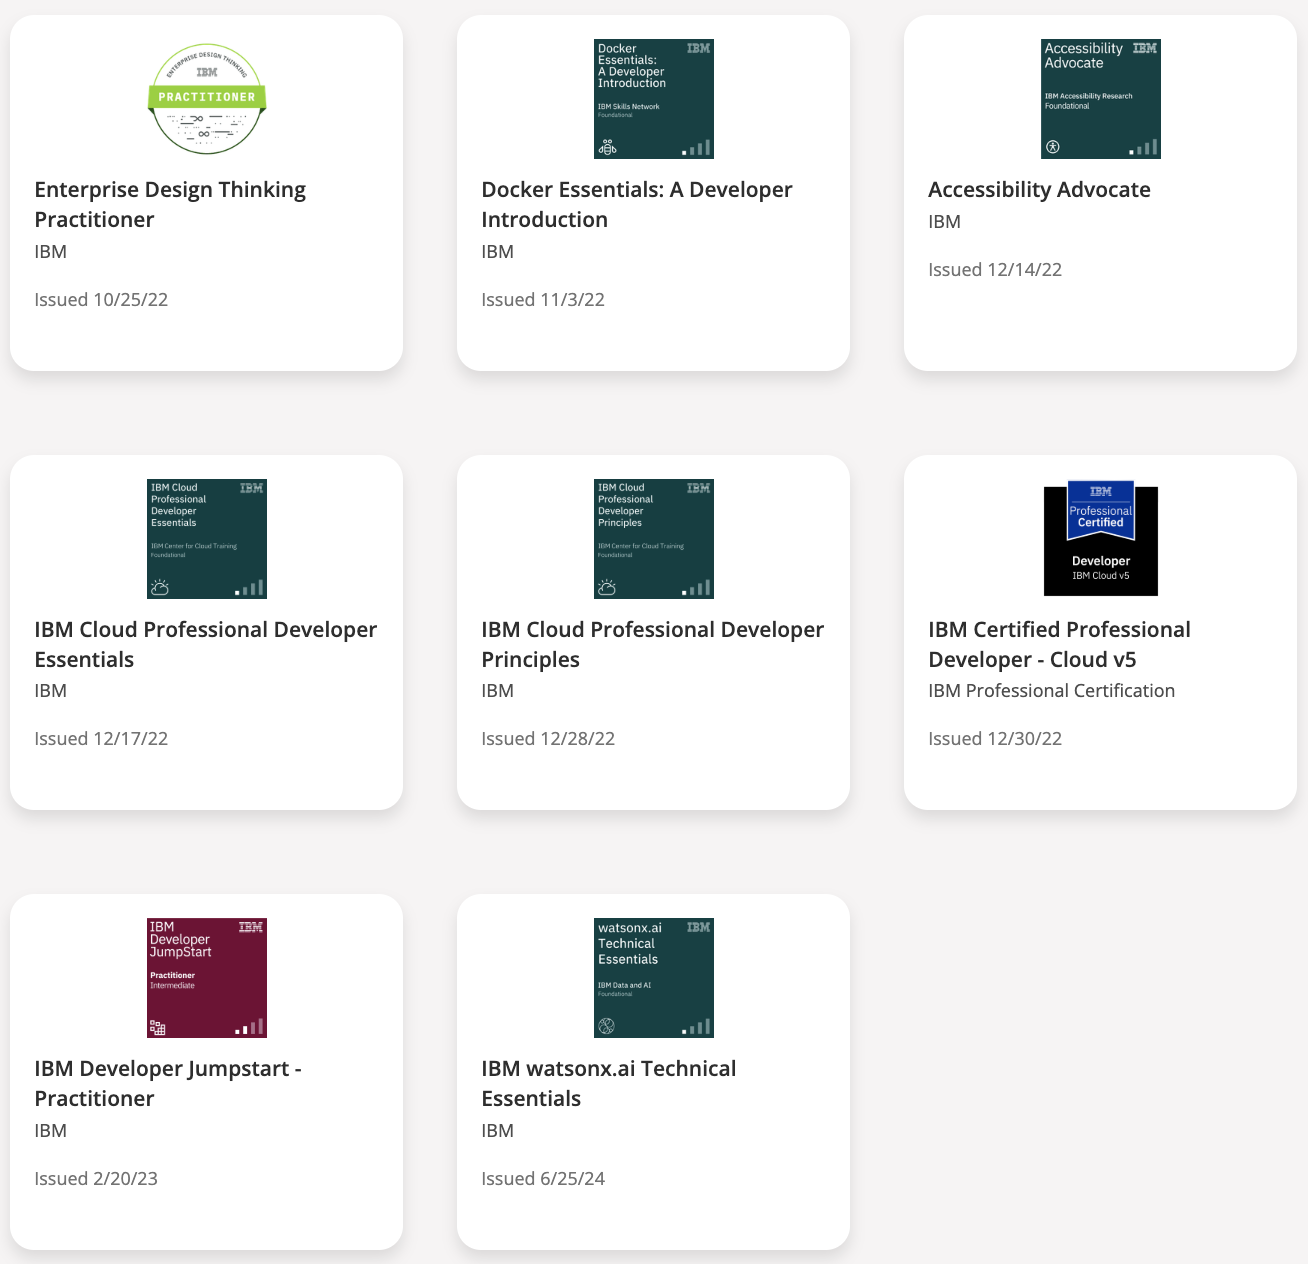 ENTERPRISE DESIGN THINKING
IBM
PRACTITIONER
Enterprise Design Thinking
Practitioner
IBM
Issued 10/25/22
Docker
Essentials:
A Developer
Introduction
IBM
IBM Skills Network
Foundational
Docker Essentials: A Developer
Introduction
IBM
Issued 11/3/22
Accessibility
Advocate
IBM
IBM Accessibility Research
Foundational
Accessibility Advocate
IBM
Issued 12/14/22
IBM Cloud
Professional
Developer
Essentials
IBM
IBM Center for Cloud Training
Foundational
IBM Cloud Professional Developer
Essentials
IBM
Issued 12/17/22
IBM Cloud
Professional
Developer
Principles
IBM
IBM Center for Cloud Training
Foundational
IBM Cloud Professional Developer
Principles
IBM
Issued 12/28/22
IBM
Professional
Certified
Developer
IBM Cloud v5
IBM Certified Professional
Developer - Cloud v5
IBM Professional Certification
Issued 12/30/22
IBM
Developer
JumpStart
IBM
Practitioner
Intermediate
IBM Developer Jumpstart -
Practitioner
IBM
Issued 2/20/23
watsonx.ai
Technical
Essentials
IBM
IBM Data and AI
Foundational
IBM watsonx.ai Technical
Essentials
IBM
Issued 6/25/24